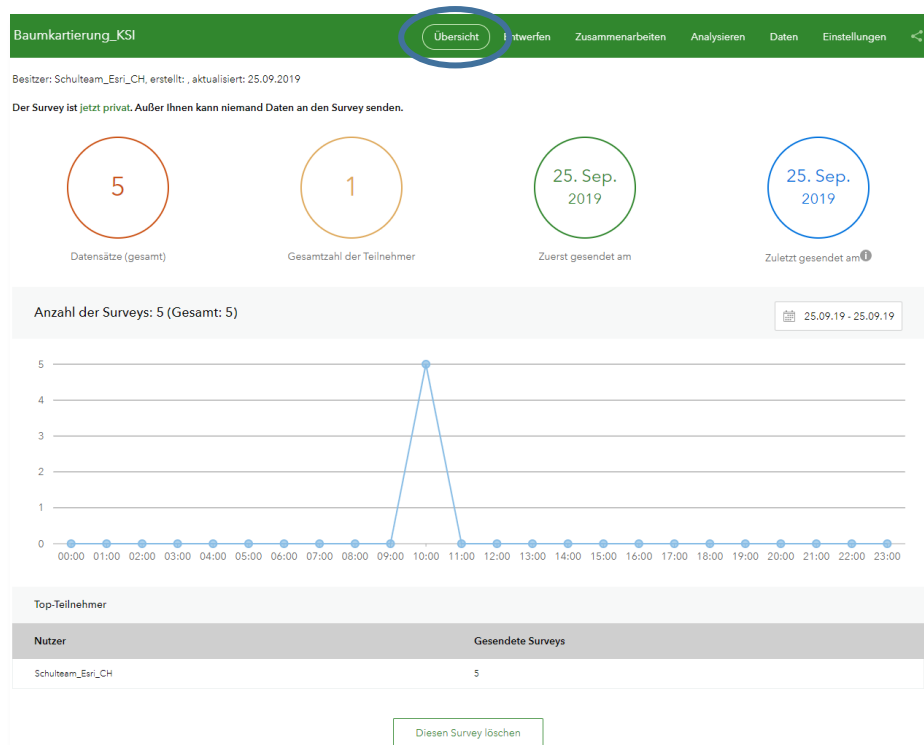 Baumkartierung_KSI
Übersicht Entwerfen Zusammenarbeiten Analysieren Daten Einstellungen
Besitzer: Schulteam_Esri_CH, erstellt: , aktualisiert: 25.09.2019
Der Survey ist jetzt privat. Außer Ihnen kann niemand Daten an den Survey senden.
5
1
25. Sep.
2019
25. Sep.
2019
Datensätze (gesamt)
Gesamtzahl der Teilnehmer
Zuerst gesendet am
Zuletzt gesendet am
Anzahl der Surveys: 5 (Gesamt: 5)
25.09.19 - 25.09.19
5
4
3
2
1
0
00:00 01:00 02:00 03:00 04:00 05:00 06:00 07:00 08:00 09:00 10:00 11:00 12:00 13:00 14:00 15:00 16:00 17:00 18:00 19:00 20:00 21:00 22:00 23:00
Top-Teilnehmer
Nutzer Gesendete Surveys
Schulteam_Esri_CH 5
Diesen Survey löschen